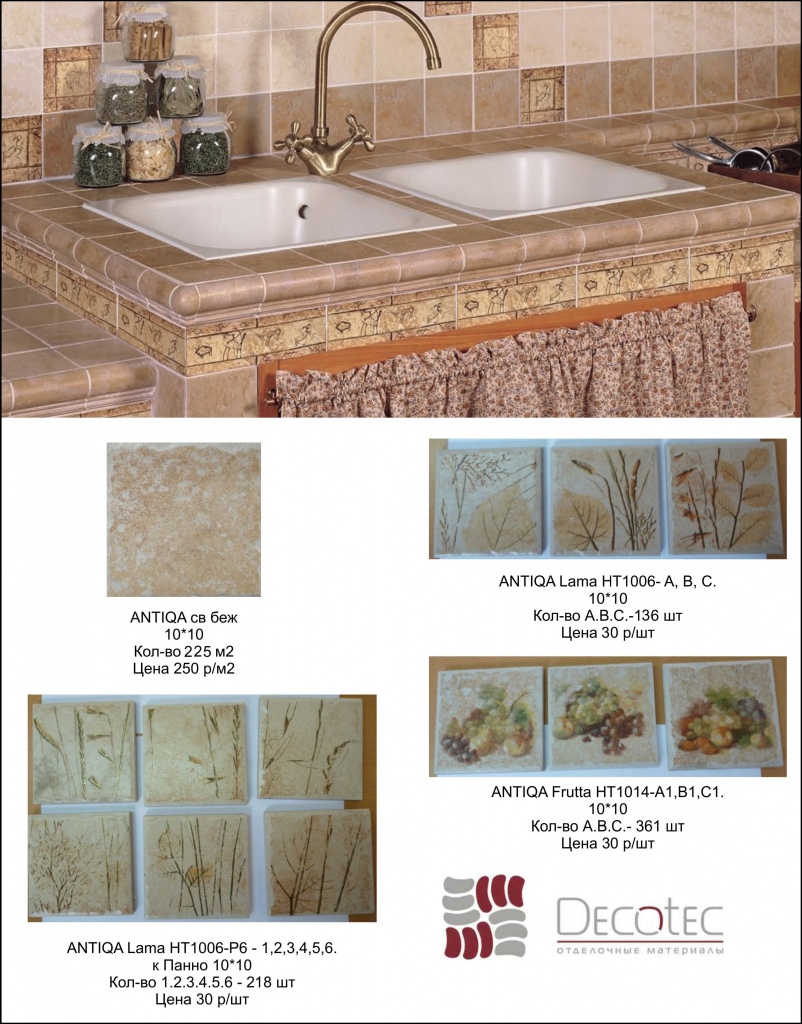 ANTIQA св беж
10*10
Кол-во 225 м2
Цена 250 р/м2
ANTIQA Lama HT1006-P6 - 1,2,3,4,5,6.
к Панно 10*10
Кол-во 1.2.3.4.5.6 - 218 шт
Цена 30 р/шт
ANTIQA Lama HT1006- A, B, C.
10*10
Кол-во А.В.С.-136 шт
Цена 30 р/шт
ANTIQA Frutta HT1014-A1,B1,C1.
10*10
Кол-во А.В.С.- 361 шт
Цена 30 р/шт
DECOTEC
отделочные материалы